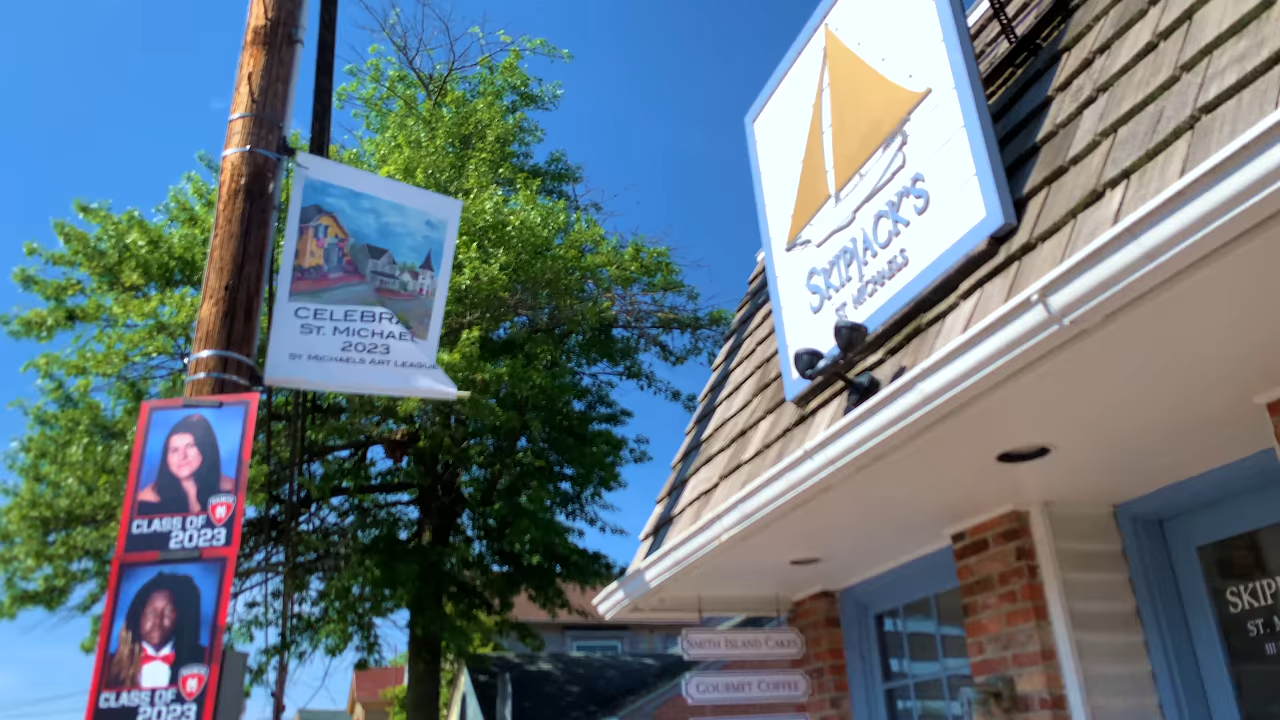 CELEBRA
ST. MICHAEL
2023
ST MICHAELS ART LEAGUE
CLASS OF
2023
CLASS OF
2023
SKIPJACK'S
ST. MICHAELS
SMITH ISLAND CAKES
GOURMET COFFEE
SKIP
ST.